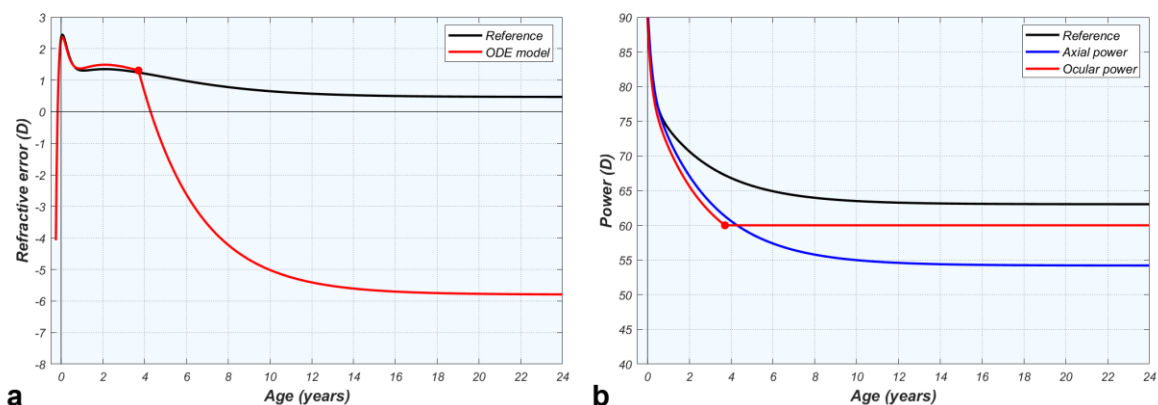 Refractive error (D)
3
2
1
0
-1
-2
-3
-4
-5
-6
-7
-8
Reference
ODE model
0 2 4 6 8 10 12 14 16 18 20 22 24
Age (years)
a
Power (D)
90
85
80
75
70
65
60
55
50
45
40
Reference
Axial power
Ocular power
0 2 4 6 8 10 12 14 16 18 20 22 24
Age (years)
b